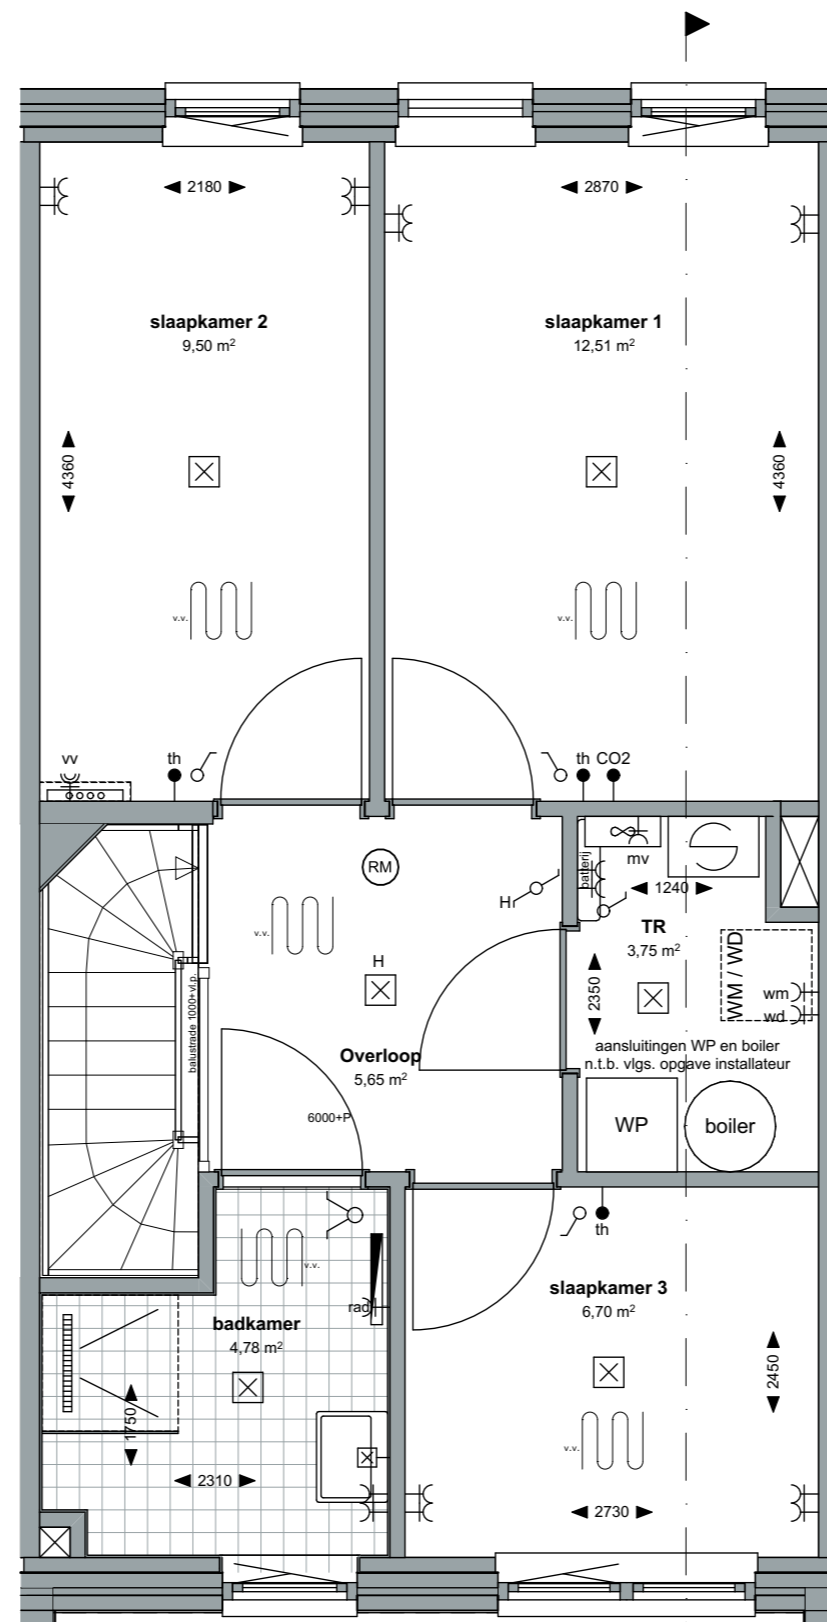 2180
2870
slaapkamer 2
9,50 m²
slaapkamer 1
12,51 m²
4360
4360
v.v.
v.v.
vv
th
th CO2
RM
batterij
mv
1240
H
TR
3,75 m²
v.v.
H
WM / WD
wm
wd
2350
balustrade 1000+vl.p.
Overloop
5,65 m²
aansluitingen WP en boiler
n.t.b. vlgs. opgave installateur
6000+P
WP
boiler
th
v.v.
rad
slaapkamer 3
6,70 m²
badkamer
4,78 m²
1750
2450
v.v.
2310
2730